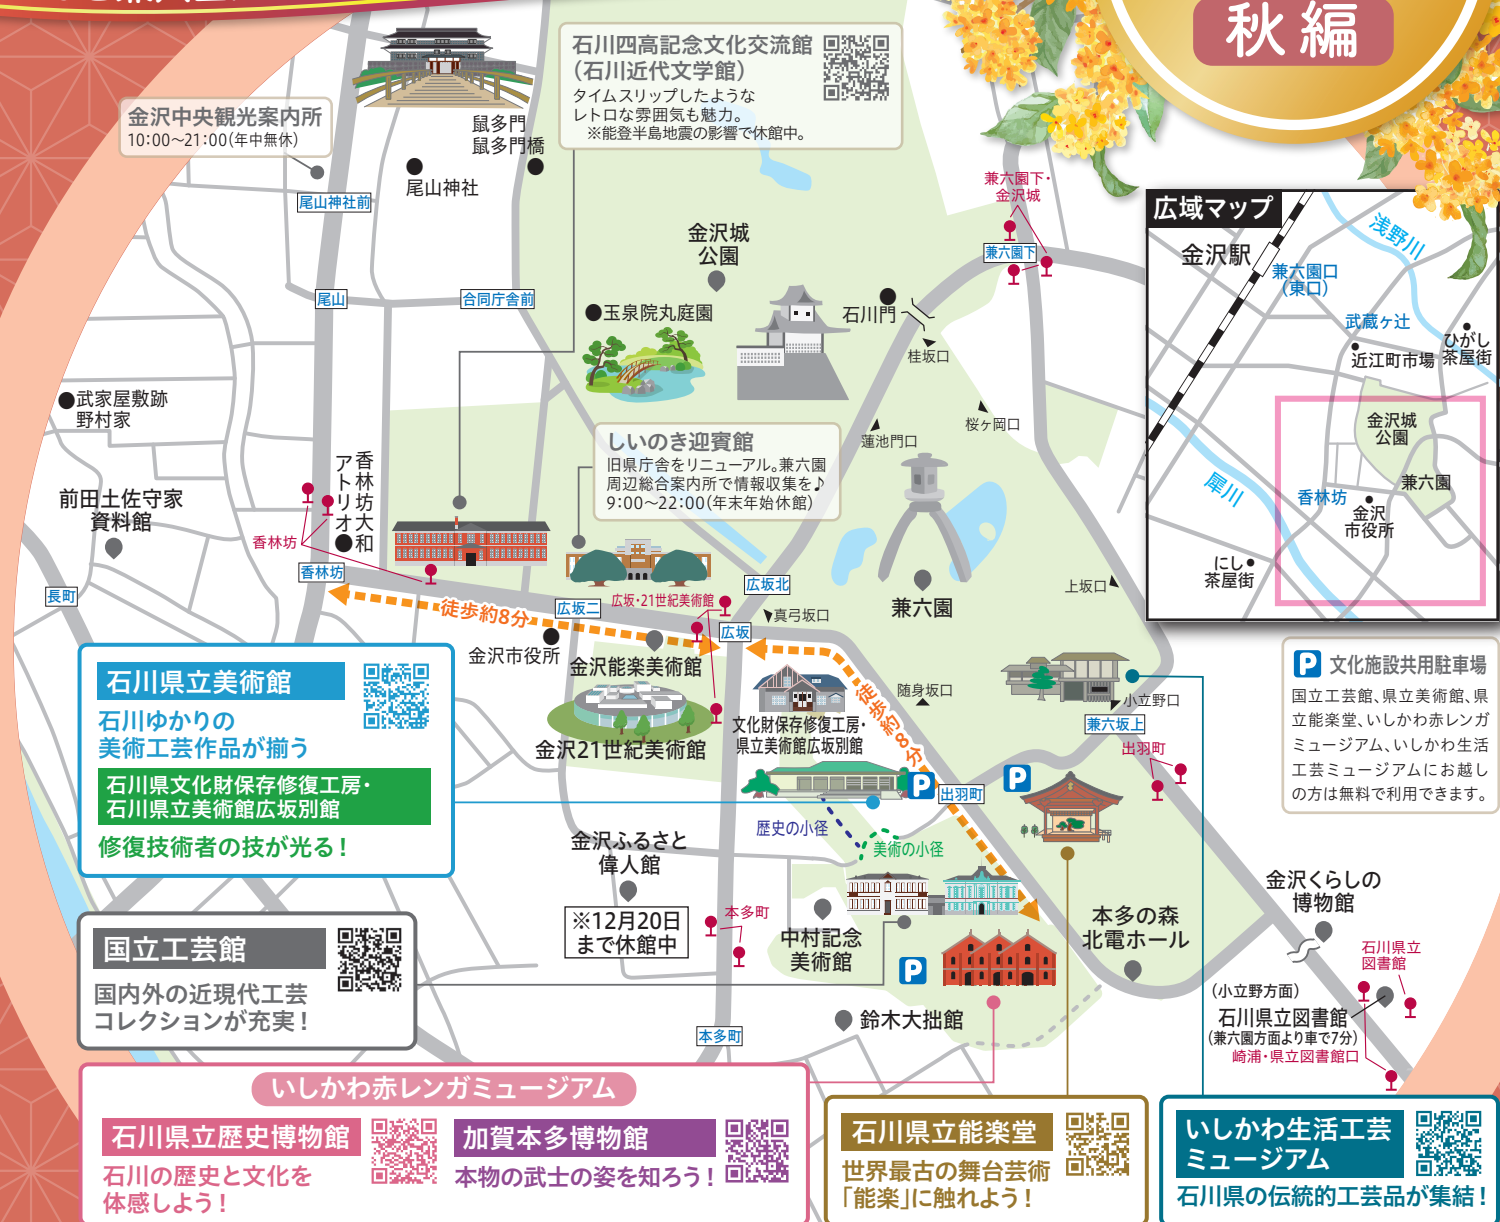 秋編
石川四高記念文化交流館
(石川近代文学館)
タイムスリップしたような
レトロな雰囲気も魅力。
※能登半島地震の影響で休館中。
金沢中央観光案内所
10:00〜21:00(年中無休)
鼠多門
鼠多門橋
尾山神社
尾山神社前
兼六園下・
金沢城
兼六園下
金沢城
公園
尾山
合同庁舎前
玉泉院丸庭園
石川門
桂坂口
桜ヶ岡口
蓮池門口
広域マップ
金沢駅
浅野川
兼六園口
(東口)
武蔵ヶ辻
近江町市場
ひがし
茶屋街
金沢城
公園
兼六園
香林坊
金沢
市役所
犀川
にし
茶屋街
武家屋敷跡
野村家
しいのき迎賓館
旧県庁舎をリニューアル。兼六園
周辺総合案内所で情報収集を♪
9:00〜22:00(年末年始休館)
香林坊大和
アトリオ
前田土佐守家
資料館
香林坊
香林坊
長町
徒歩約8分
広坂二
広坂・21世紀美術館
広坂北
真弓坂口
広坂
兼六園
上坂口
金沢市役所
金沢能楽美術館
金沢21世紀美術館
文化財保存修復工房・
県立美術館広坂別館
徒歩約8分
随身坂口
小立野口
兼六坂上
出羽町
出羽町
P
P
P
P 文化施設共用駐車場
国立工芸館、県立美術館、県
立能楽堂、いしかわ赤レンガ
ミュージアム、いしかわ生活
工芸ミュージアムにお越し
の方は無料で利用できます。
石川県立美術館
石川ゆかりの
美術工芸作品が揃う
石川県文化財保存修復工房・
石川県立美術館広坂別館
修復技術者の技が光る!
歴史の小径
美術の小径
金沢ふるさと
偉人館
※12月20日
まで休館中
本多町
中村記念
美術館
本多の森
北電ホール
金沢くらしの
博物館
石川県立
図書館
(小立野方面)
石川県立図書館
(兼六園方面より車で7分)
崎浦・県立図書館口
国立工芸館
国内外の近現代工芸
コレクションが充実!
鈴木大拙館
本多町
いしかわ赤レンガミュージアム
石川県立歴史博物館
石川の歴史と文化を
体感しよう!
加賀本多博物館
本物の武士の姿を知ろう!
石川県立能楽堂
世界最古の舞台芸術
「能楽」に触れよう!
いしかわ生活工芸
ミュージアム
石川県の伝統的工芸品が集結!